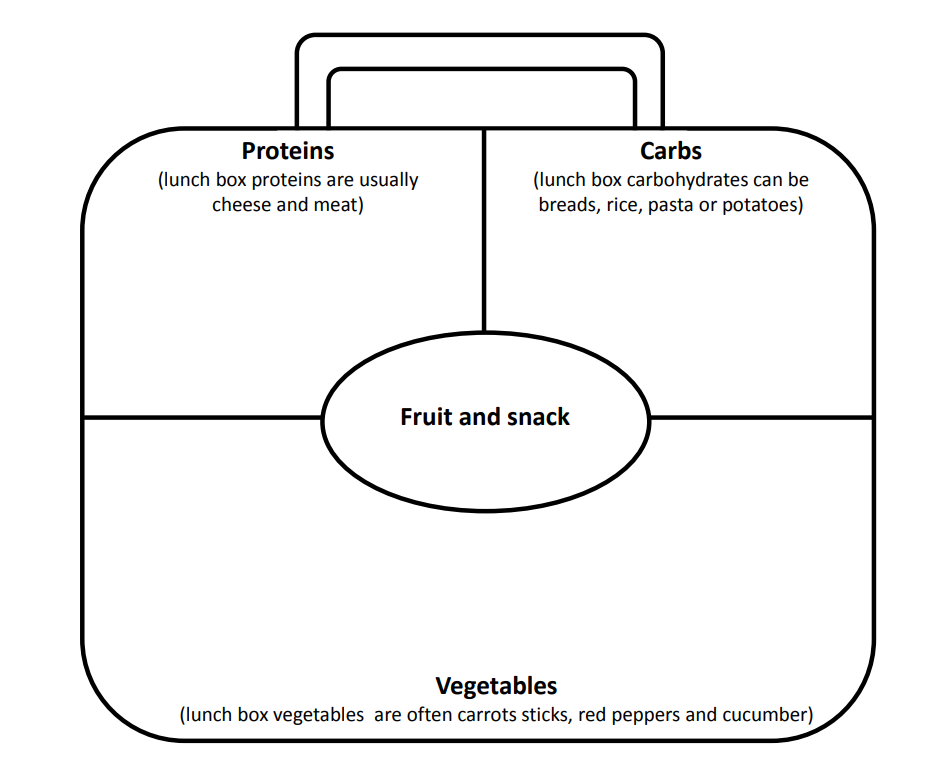 Proteins
(lunch box proteins are usually
cheese and meat)
Carbs
(lunch box carbohydrates can be
breads, rice, pasta or potatoes)
Fruit and snack
Vegetables
(lunch box vegetables  are often carrots sticks, red peppers and cucumber)